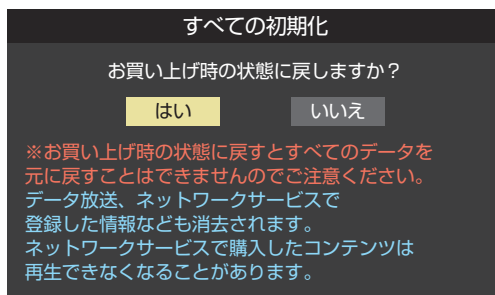 すべての初期化
お買い上げ時の状態に戻しますか？
はい いいえ
※お買い上げ時の状態に戻すとすべてのデータを
元に戻すことはできませんのでご注意ください。
データ放送、ネットワークサービスで
登録した情報なども消去されます。
ネットワークサービスで購入したコンテンツは
再生できなくなることがあります。